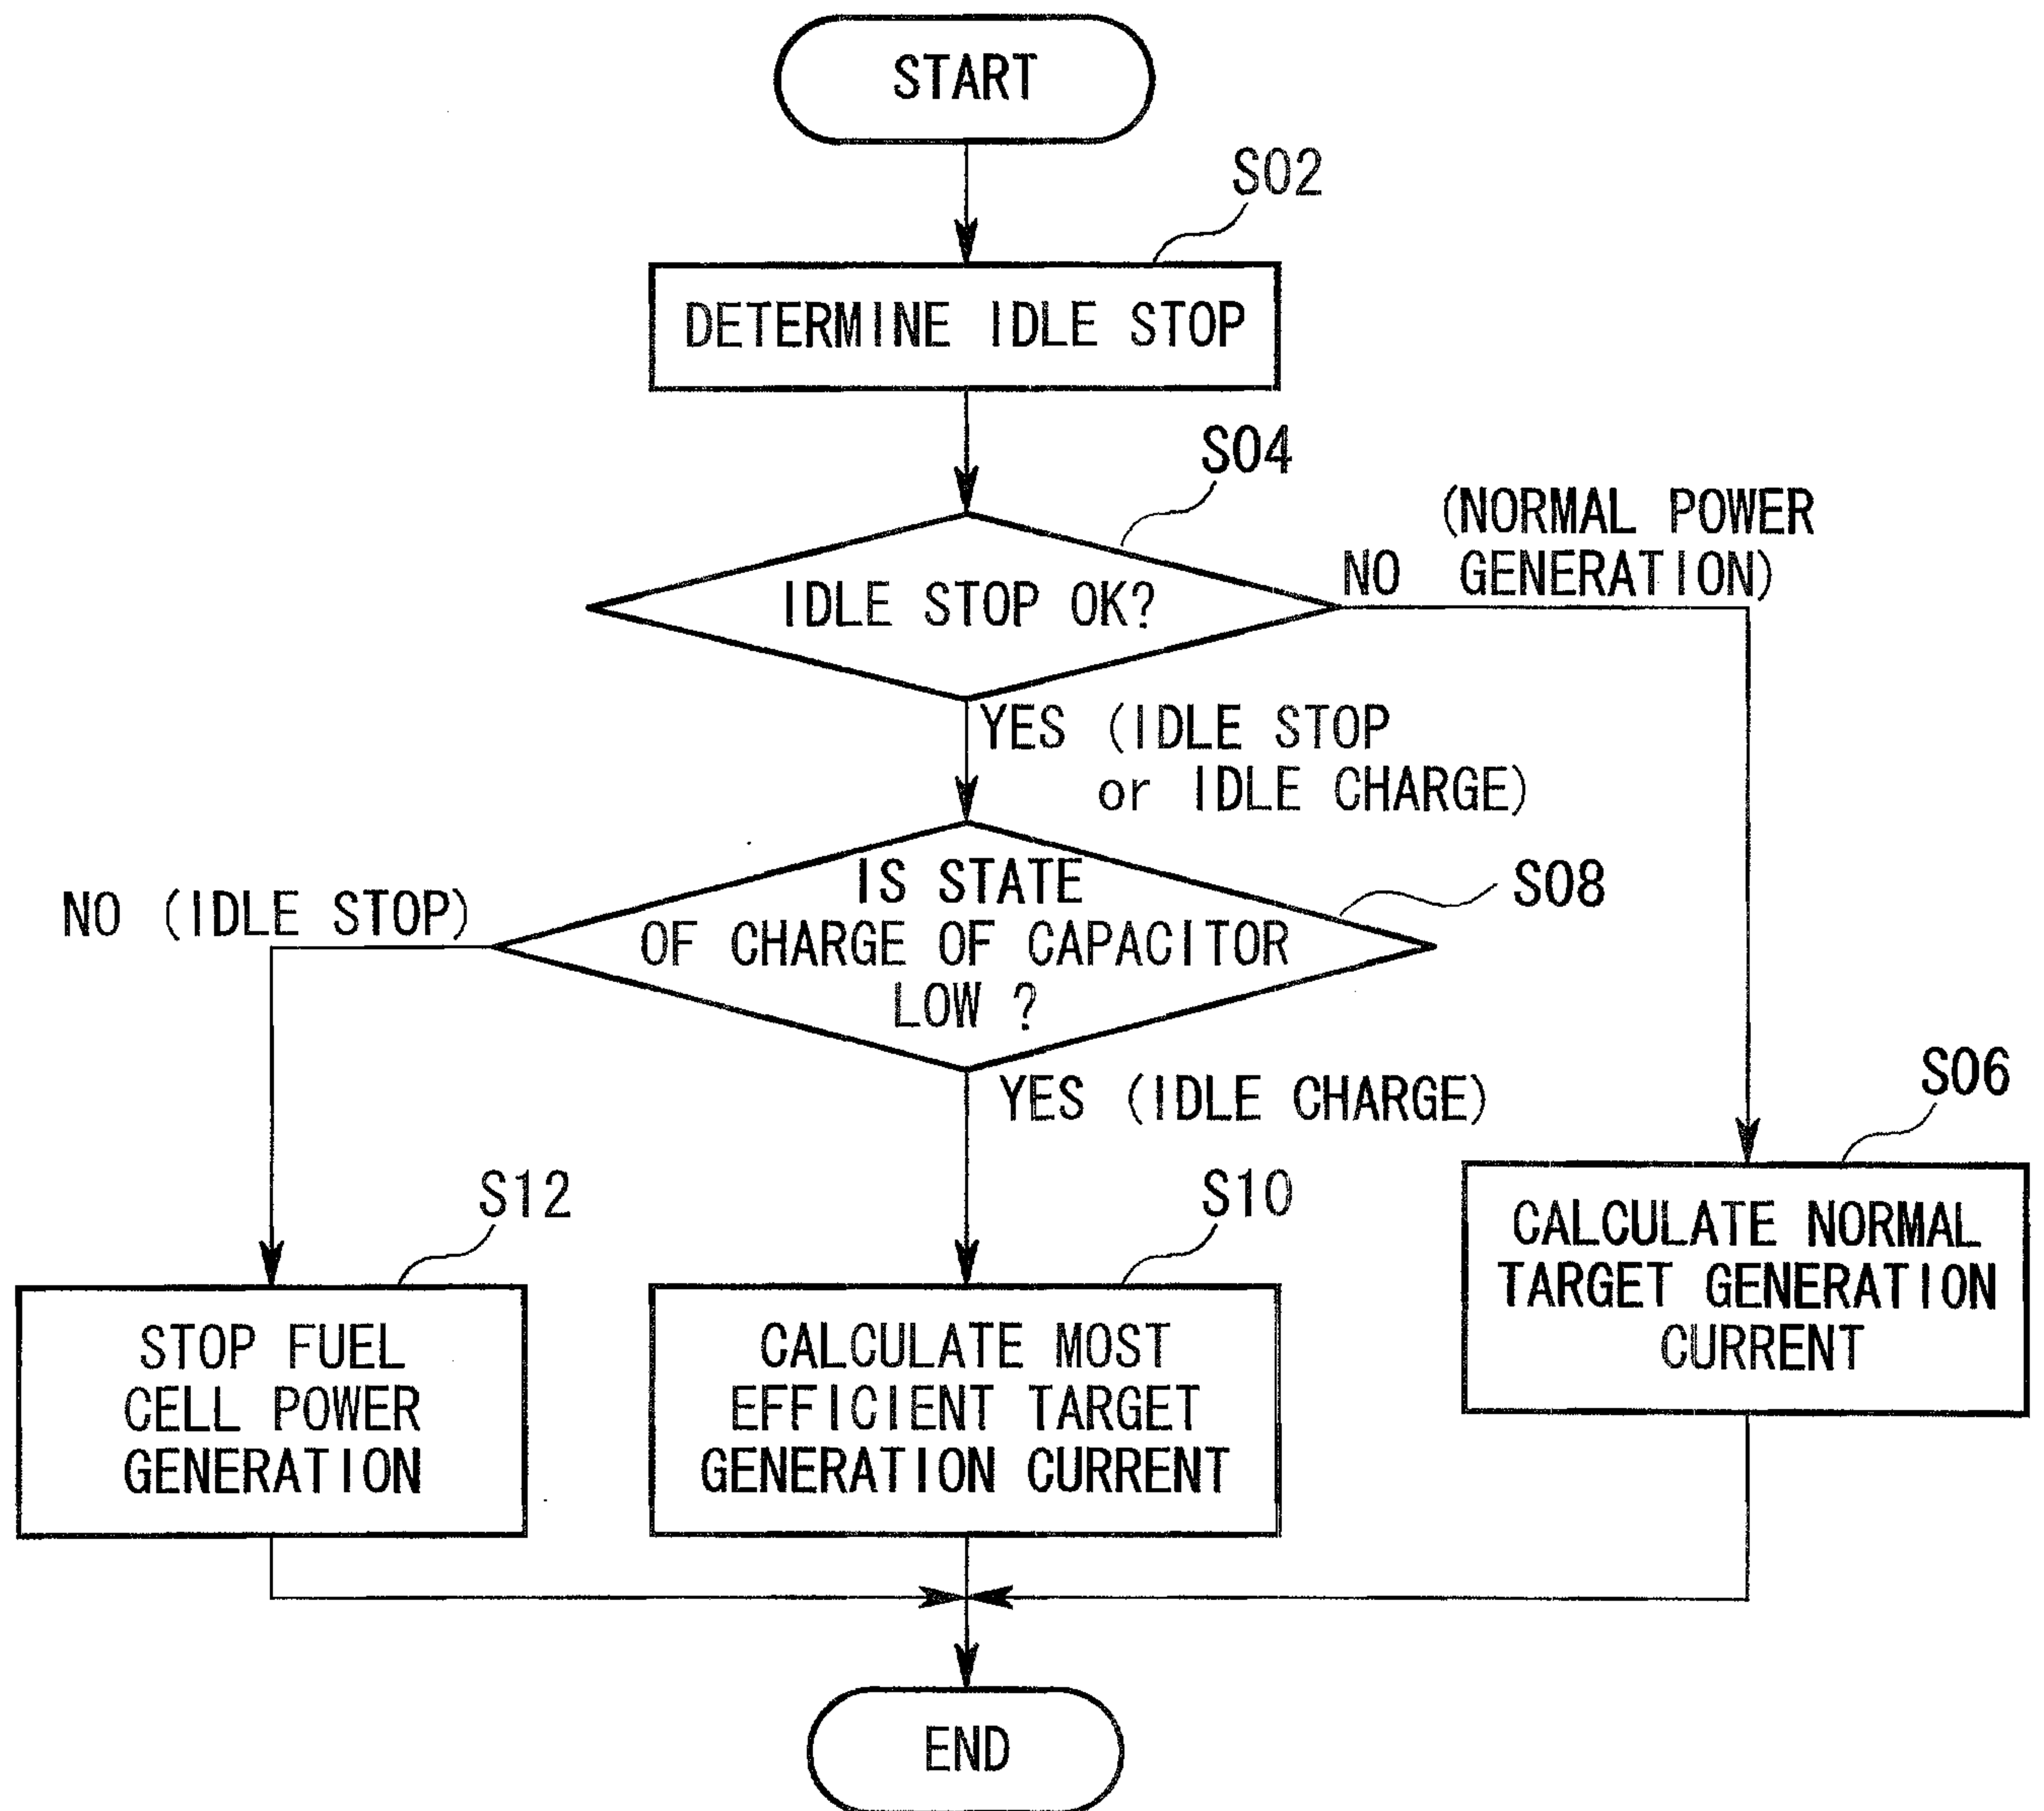 START
S02
DETERMINE IDLE STOP
S04
(NORMAL POWER
NO GENERATION)
IDLE STOP OK?
YES (IDLE STOP
or IDLE CHARGE)
IS STATE
OF CHARGE OF CAPACITOR
LOW ?
S08
NO (IDLE STOP)
YES (IDLE CHARGE)
S06
CALCULATE NORMAL
TARGET GENERATION
CURRENT
S12
STOP FUEL
CELL POWER
GENERATION
S10
CALCULATE MOST
EFFICIENT TARGET
GENERATION CURRENT
END